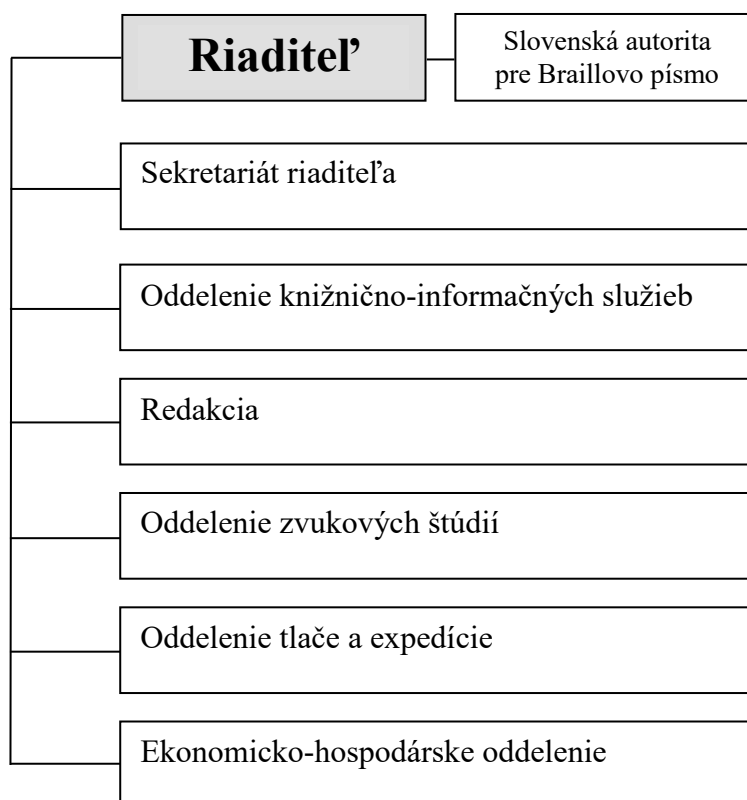 Riaditeľ
Slovenská autorita
pre Braillovo písmo
Sekretariát riaditeľa
Oddelenie knižnično-informačných služieb
Redakcia
Oddelenie zvukových štúdií
Oddelenie tlače a expedície
Ekonomicko-hospodárske oddelenie